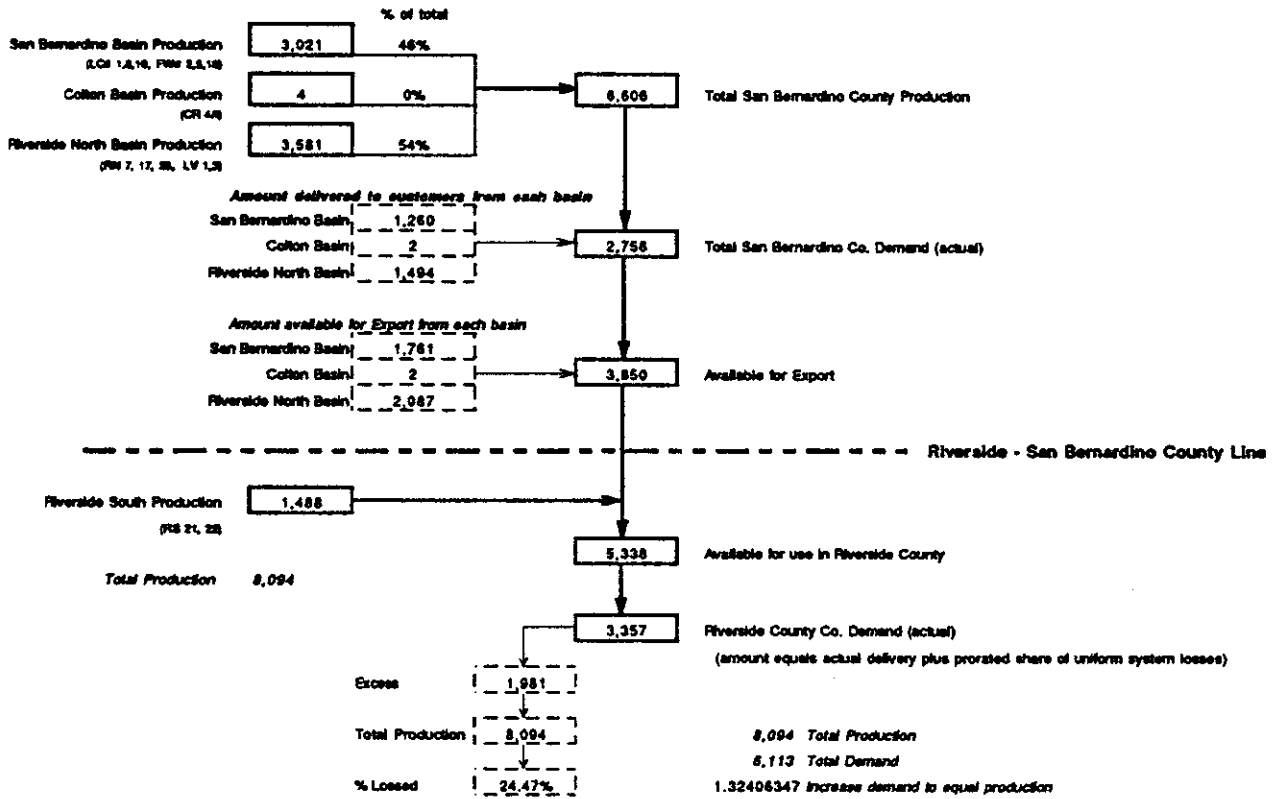 % of total
San Bernardino Basin Production 3,021 46%
Colton Basin Production 4 0%
6,606 Total San Bernardino County Production
Riverside North Basin Production 3,581 54%
Amount delivered to customers from each basin
San Bernardino Basin 1,260
Colton Basin 2
2,756 Total San Bernardino Co. Demand (actual)
Riverside North Basin 1,494
Amount available for Export from each basin
San Bernardino Basin 1,761
Colton Basin 2
3,850 Available for Export
Riverside North Basin 2,087
Riverside - San Bernardino County Line
Riverside South Production 1,488
5,338 Available for use in Riverside County
Total Production 8,094
3,357 Riverside County Co. Demand (actual)
(amount equals actual delivery plus prorated share of uniform system losses)
Excess 1,981
Total Production 8,094
8,094 Total Production
6,113 Total Demand
% Lossed 24.47%
1.32406347 Increase demand to equal production